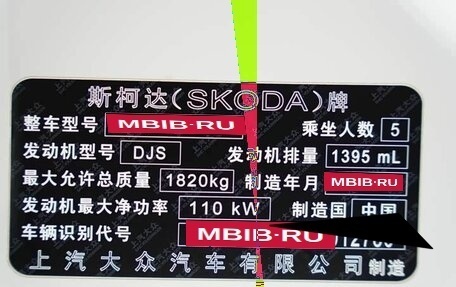 斯柯达(SKODA)牌
整车型号 MBIB-RU 乘坐人数 5
发动机型号 DJS 发动机排量 1395 mL
最大允许总质量 1820kg 制造年月 MBIB-RU
发动机最大净功率 110 kW 制造国 中国
车辆识别代号 MBIB-RU
上汽大众汽车有限公司制造